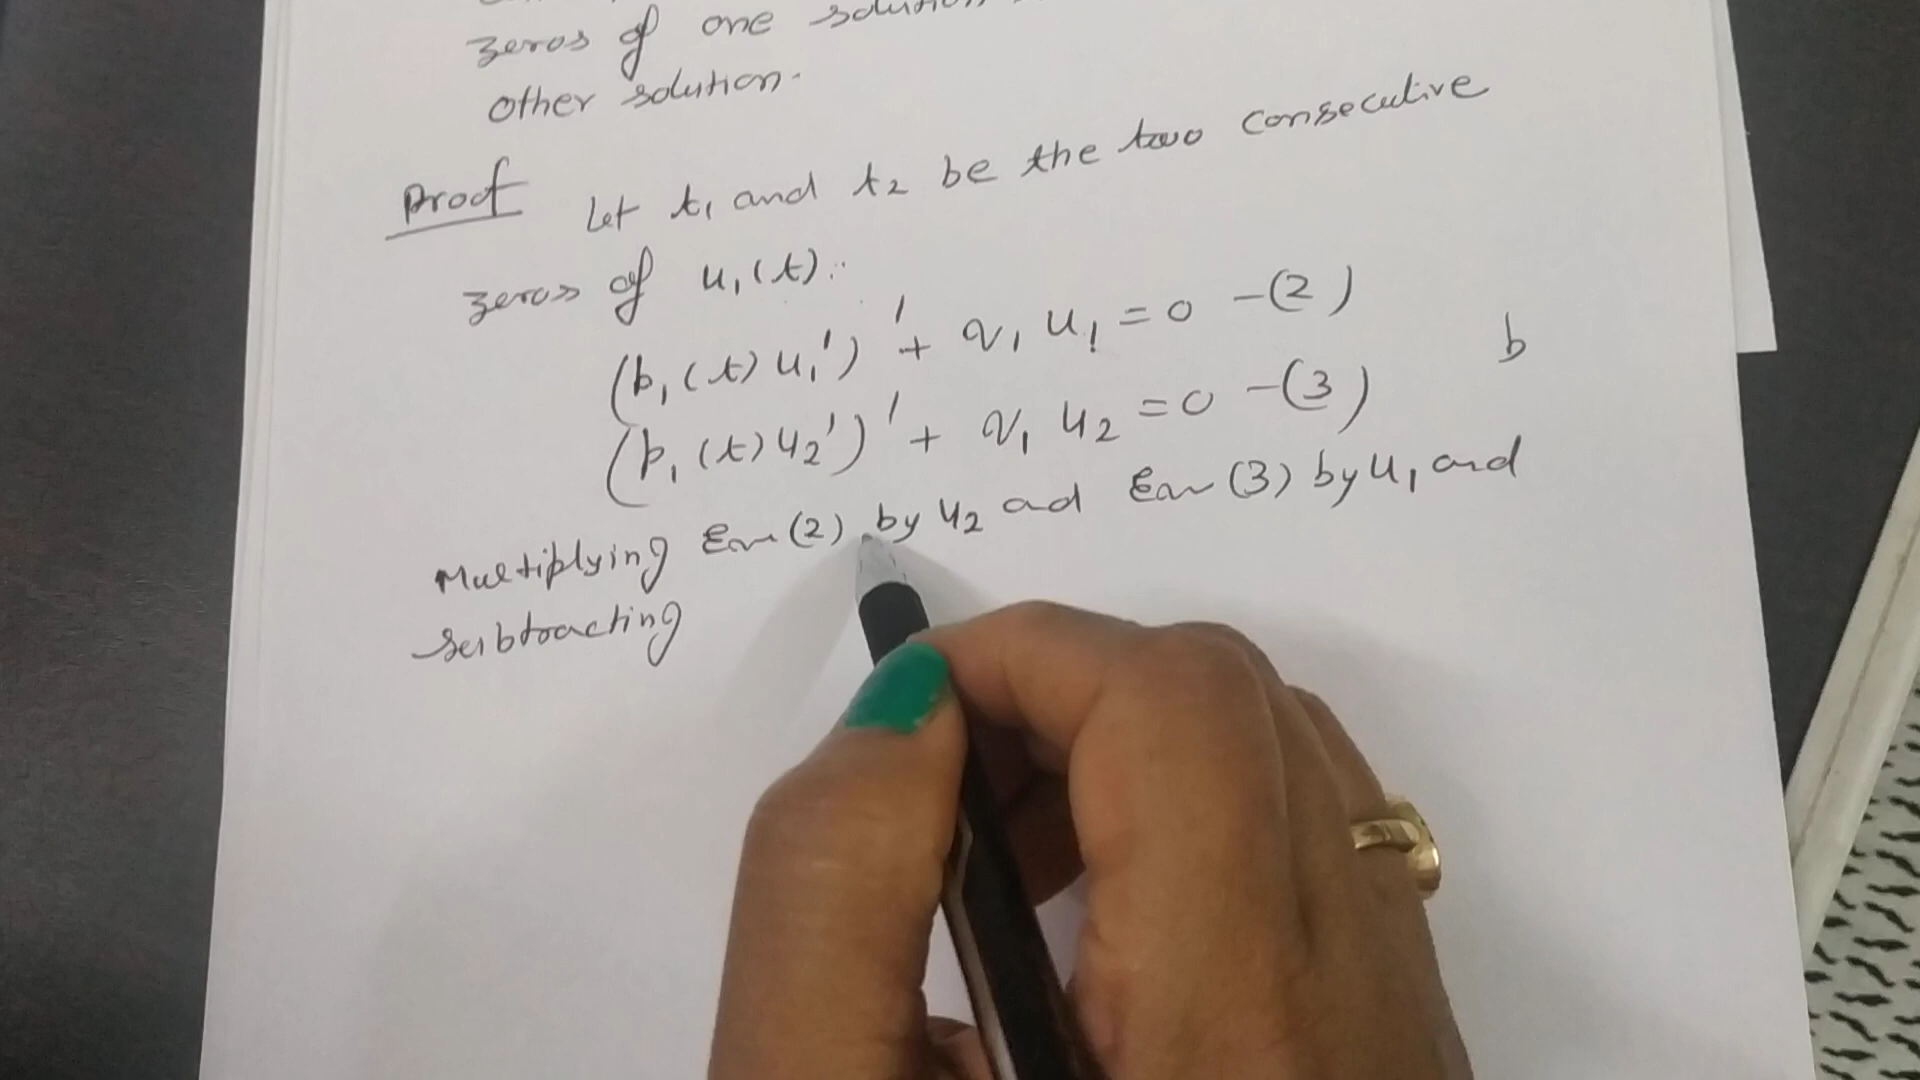 zeros of one solution
other solution.
Proof Let t₁ and t₂ be the two consecutive
zeros of u₁(t).
(p₁(t)u₁')' + q₁ u₁ = 0 -(2)
(p₁(t)u₂')' + q₁ u₂ = 0 -(3)
b
Multiplying Eqn (2) by u₂ and Eqn (3) by u₁ and
subtracting